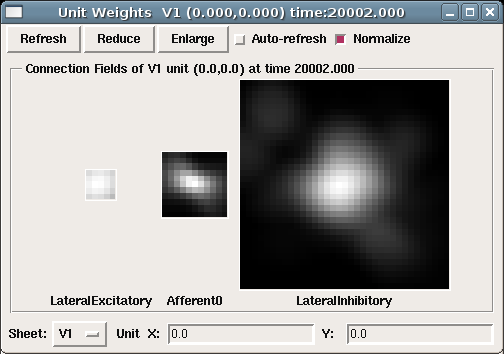 Unit Weights  V1 (0.000,0.000) time:20002.000
Refresh Reduce Enlarge Auto-refresh Normalize
Connection Fields of V1 unit (0.0,0.0) at time 20002.000
LateralExcitatory Afferent0 LateralInhibitory
Sheet: V1 Unit X: 0.0 Y: 0.0